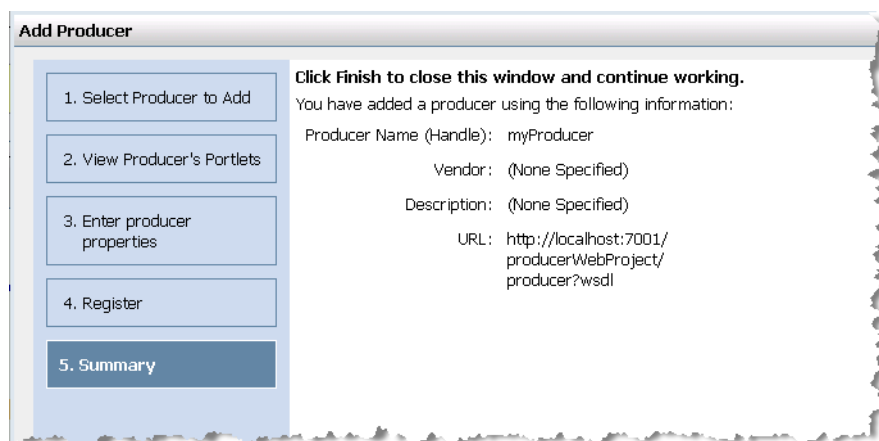 Add Producer
1. Select Producer to Add
2. View Producer's Portlets
3. Enter producer
properties
4. Register
5. Summary
Click Finish to close this window and continue working.
You have added a producer using the following information:
Producer Name (Handle): myProducer
Vendor: (None Specified)
Description: (None Specified)
URL: http://localhost:7001/
producerWebProject/
producer?wsdl